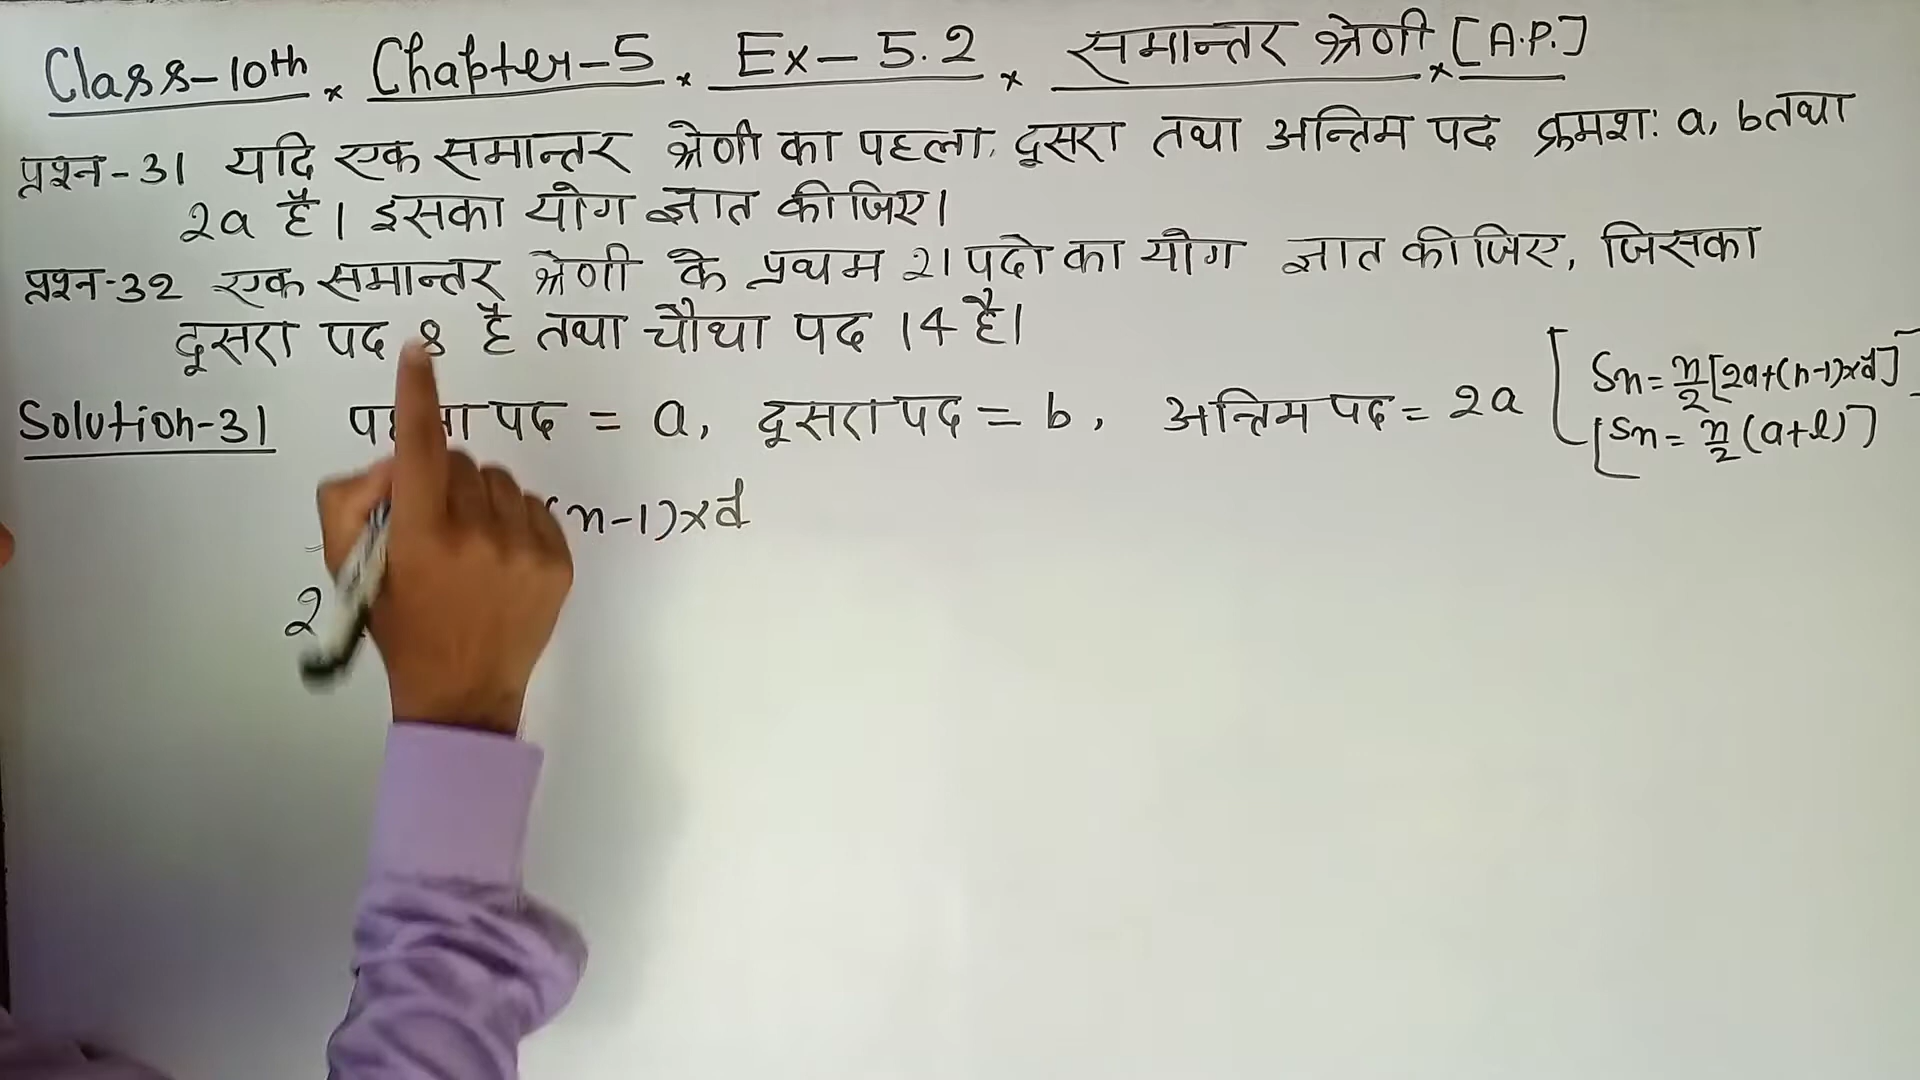 Class-10th × Chapter-5 × Ex-5.2 × समान्तर श्रेणी × [A.P.]
प्रश्न-31 यदि एक समान्तर श्रेणी का पहला, दूसरा तथा अन्तिम पद क्रमश: a, b तथा
2a है। इसका योग ज्ञात कीजिए।
प्रश्न-32 एक समान्तर श्रेणी के प्रथम 21 पदो का योग ज्ञात कीजिए, जिसका
दूसरा पद 8 है तथा चौथा पद 14 है।
Solution-31 पद = a, दूसरा पद = b, अन्तिम पद = 2a
[Sn = n/2 [2a+(n-1)×d]
[Sn = n/2 (a+l)]
(n-1)×d
2